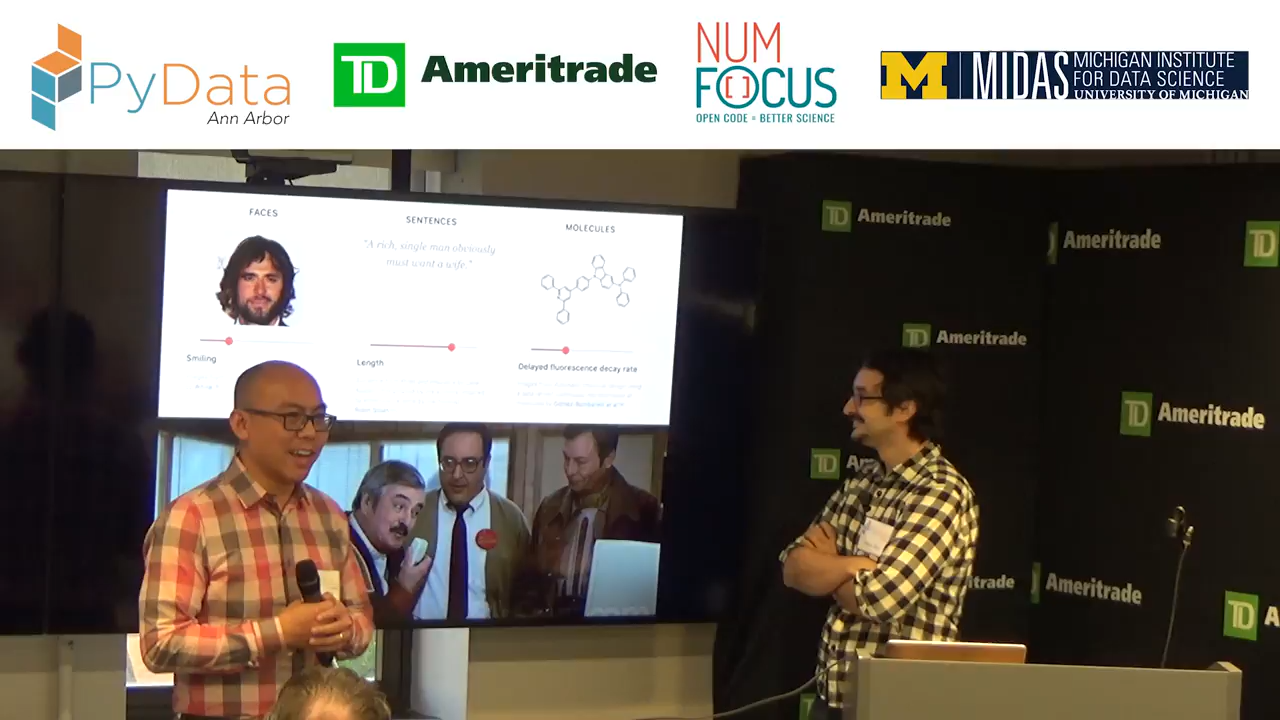 PyData
Ann Arbor
TD Ameritrade
NUM
FOCUS
OPEN CODE = BETTER SCIENCE
M MIDAS
MICHIGAN INSTITUTE
FOR DATA SCIENCE
UNIVERSITY OF MICHIGAN
FACES
SENTENCES
MOLECULES
"A rich, single man obviously
must want a wife."
Smiling
Length
Delayed fluorescence decay rate
TD Ameritrade
Ameritrade
TD
TD Ameritrade
TD Ameritrade
TD A
itrade
Ameritrade
TD A